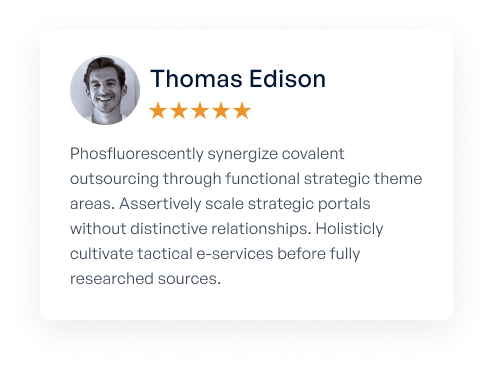 Thomas Edison
Phosfluorescently synergize covalent
outsourcing through functional strategic theme
areas. Assertively scale strategic portals
without distinctive relationships. Holisticly
cultivate tactical e-services before fully
researched sources.